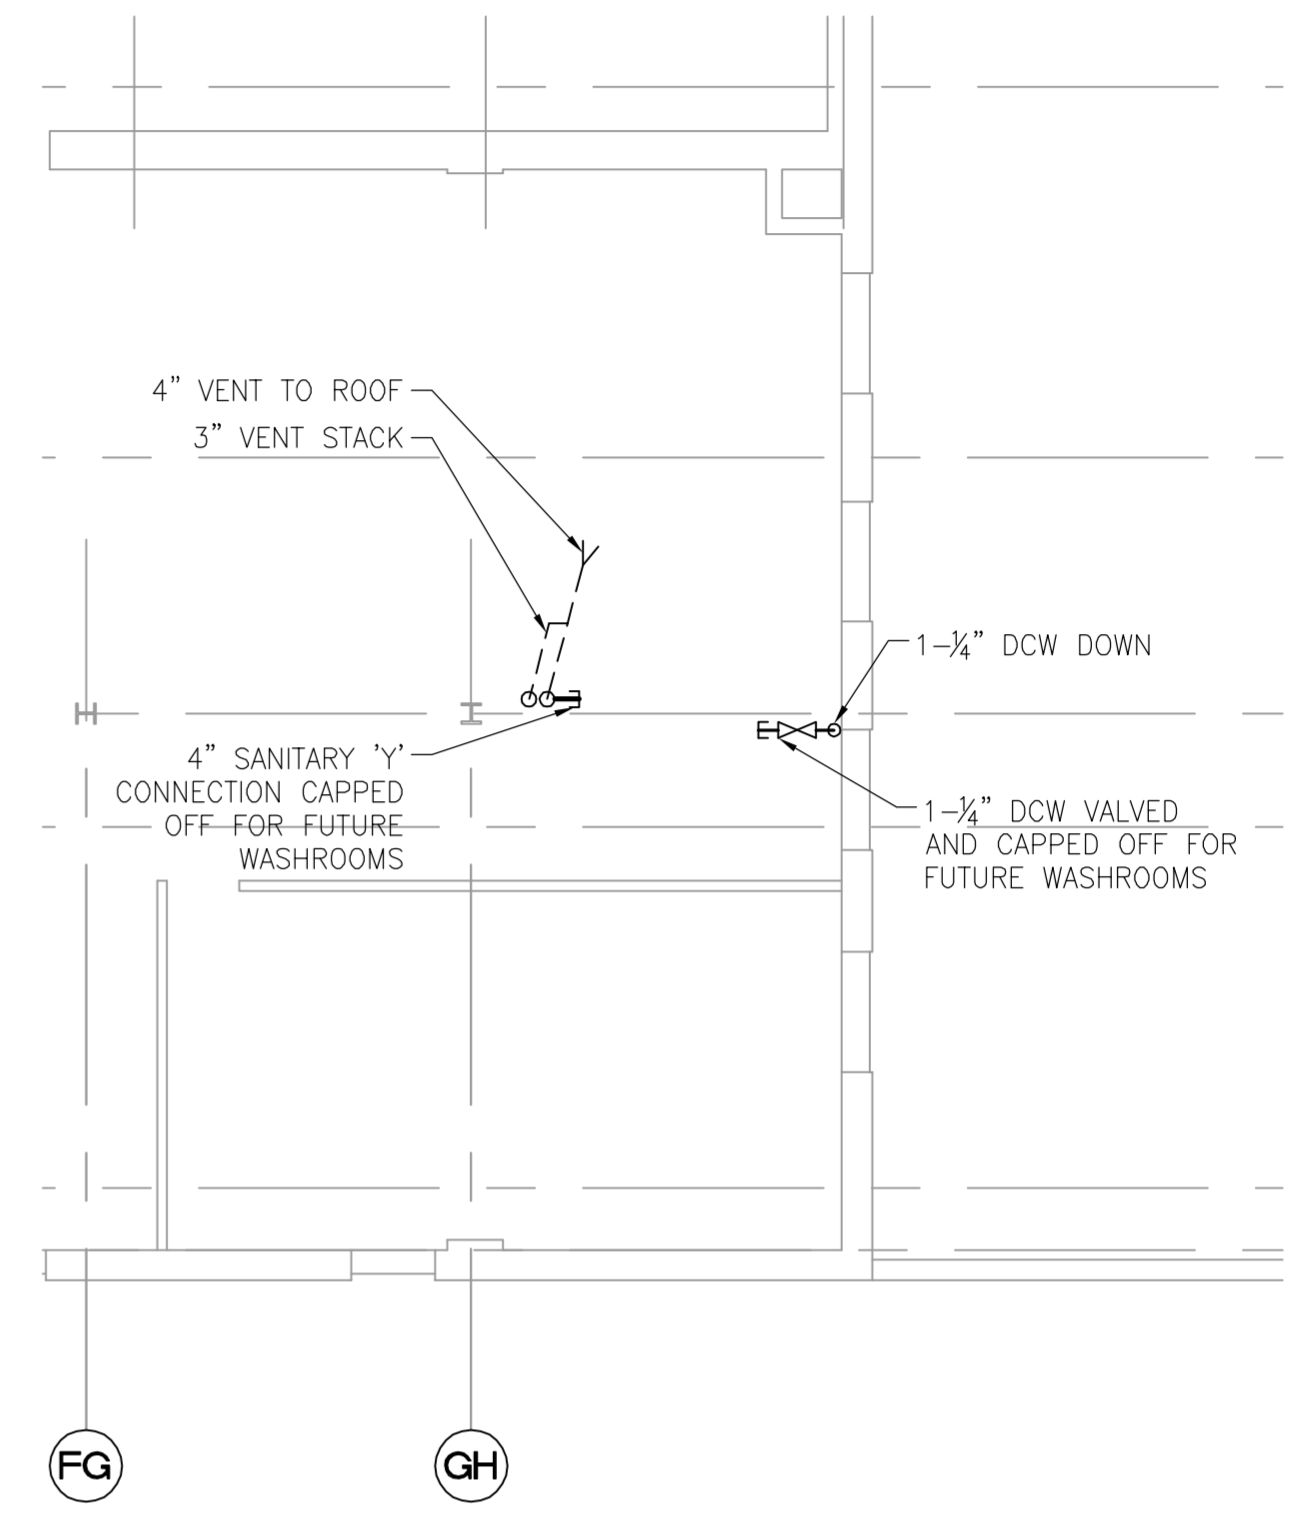 4” VENT TO ROOF
3” VENT STACK
1-¼” DCW DOWN
4” SANITARY 'Y'
CONNECTION CAPPED
OFF FOR FUTURE
WASHROOMS
1-¼” DCW VALVED
AND CAPPED OFF FOR
FUTURE WASHROOMS
FG
GH